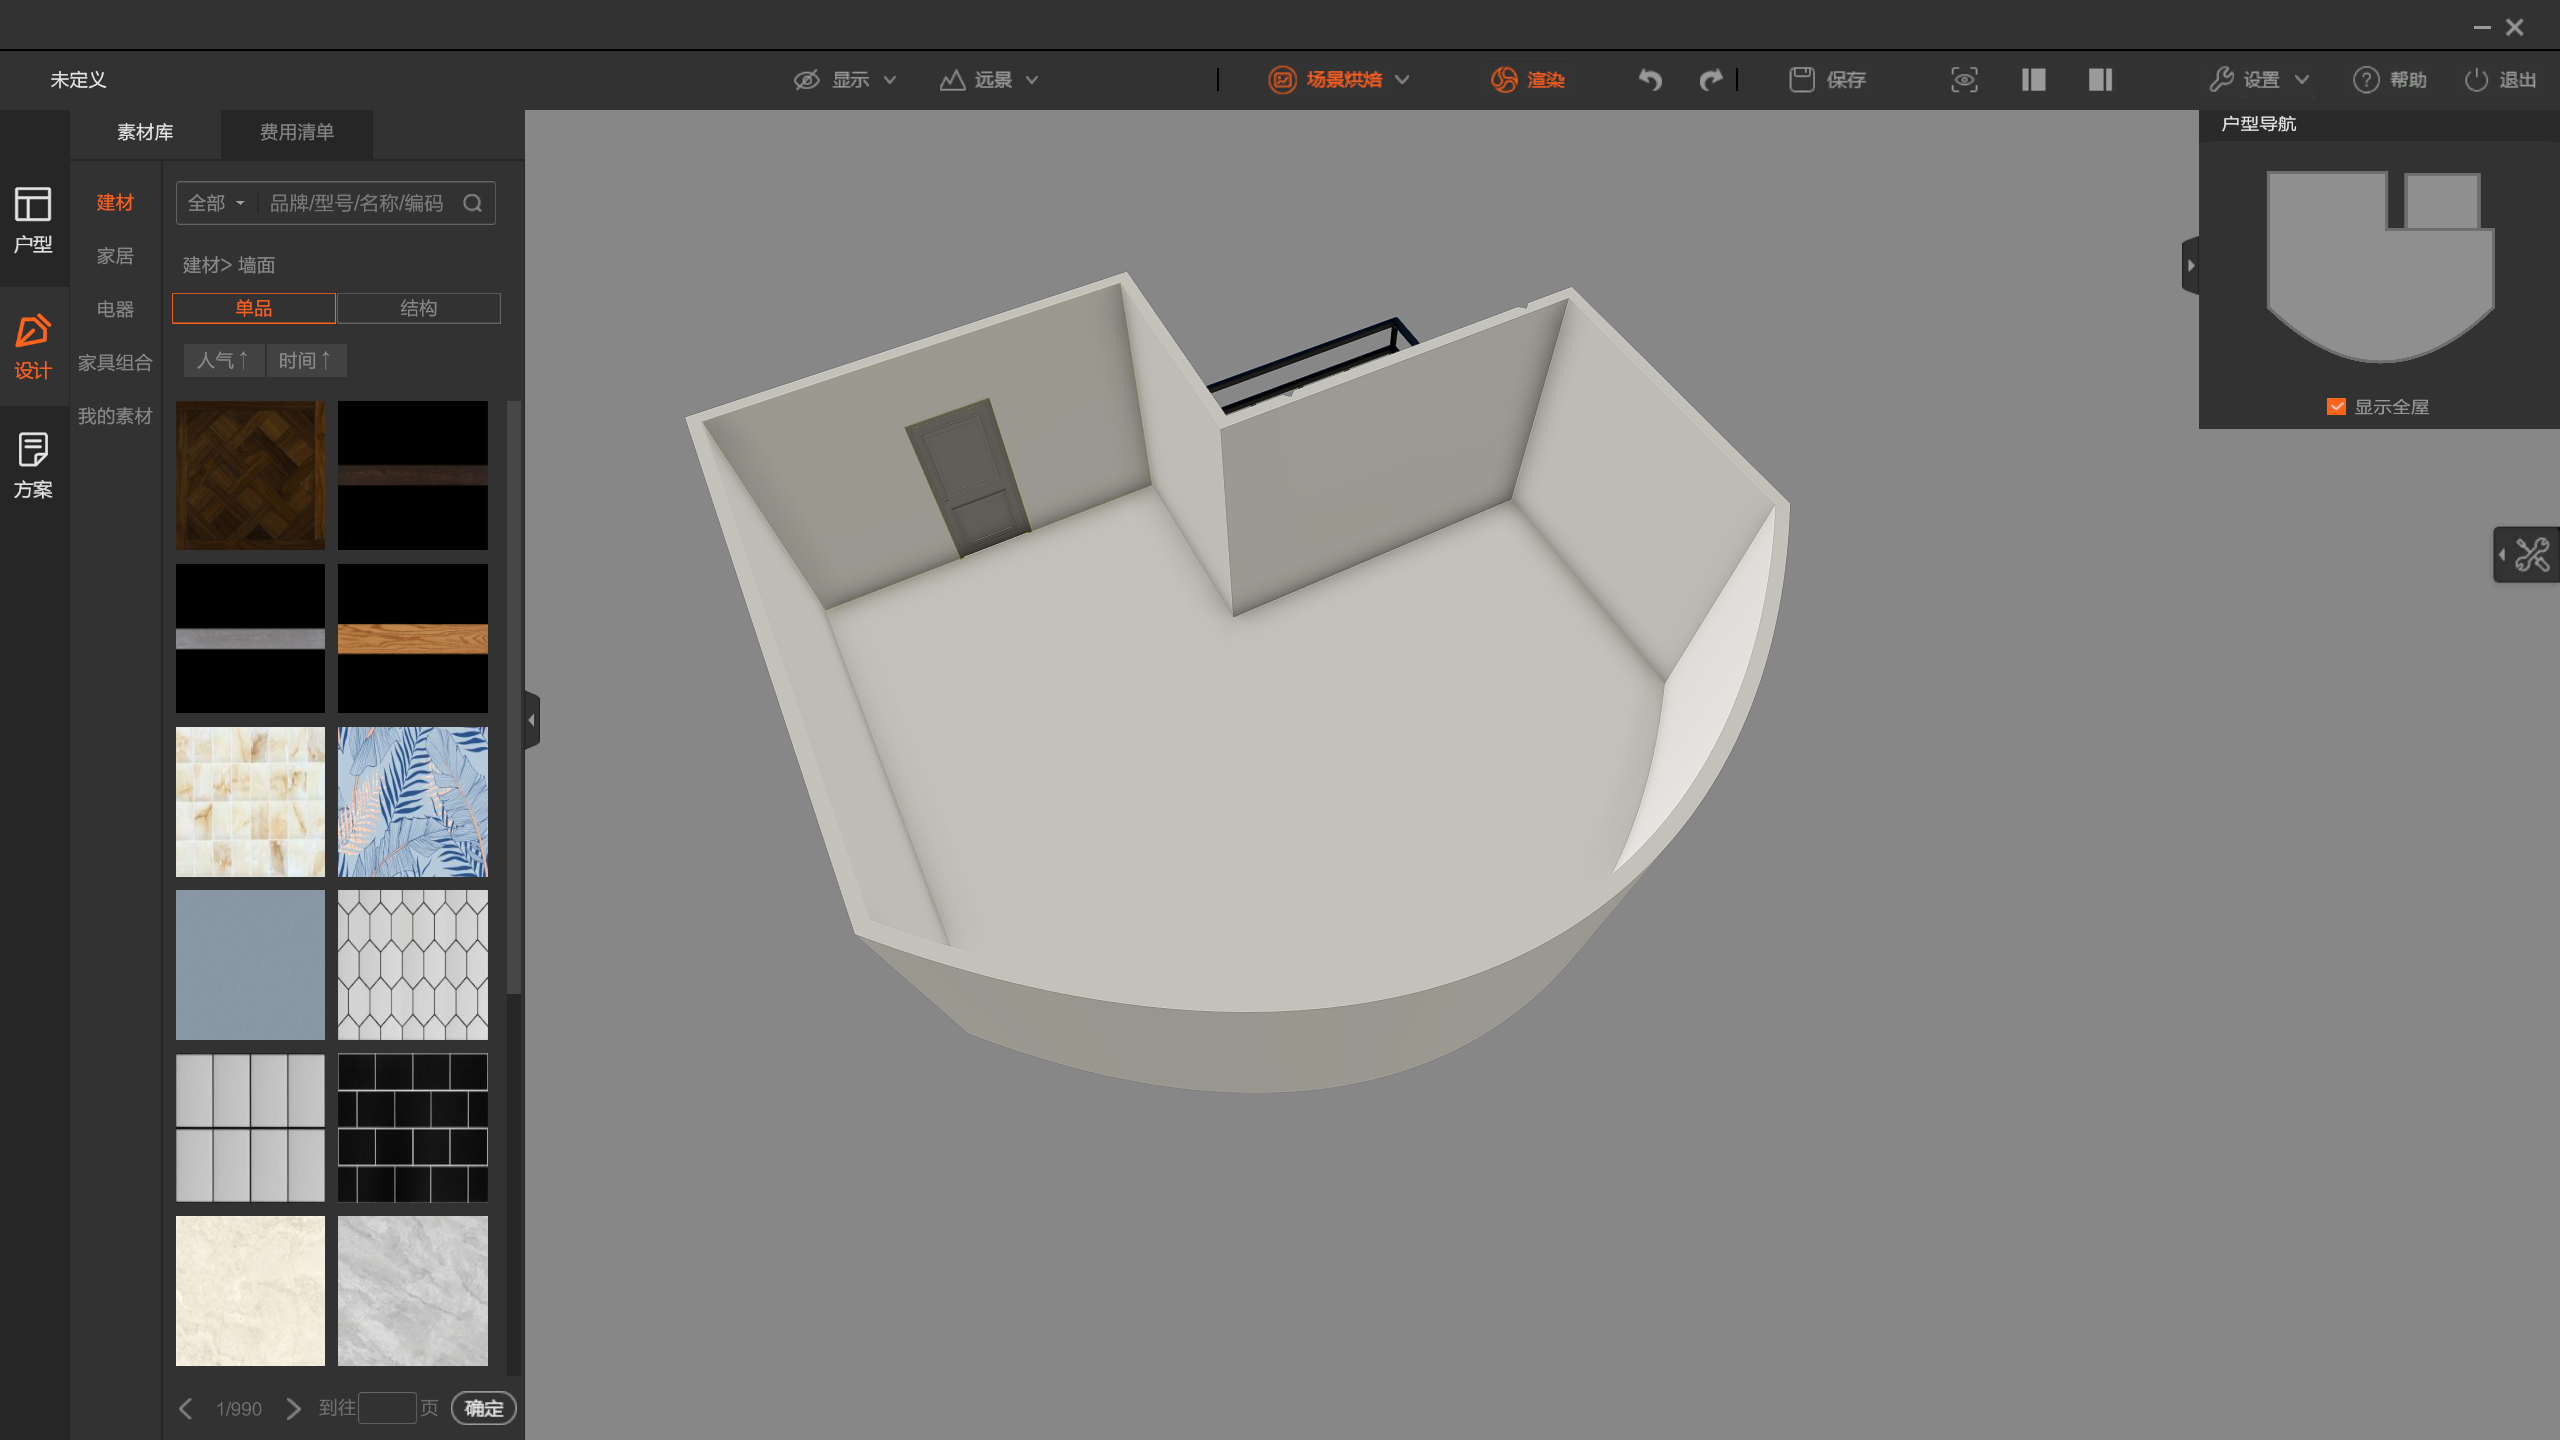 未定义
显示
远景
场景烘焙
渲染
保存
设置
帮助
退出
户型
设计
方案
素材库
费用清单
建材
家居
电器
家具组合
我的素材
全部
品牌/型号/名称/编码
建材> 墙面
单品
结构
人气↑
时间↑
1/990
到往
页
确定
户型导航
显示全屋